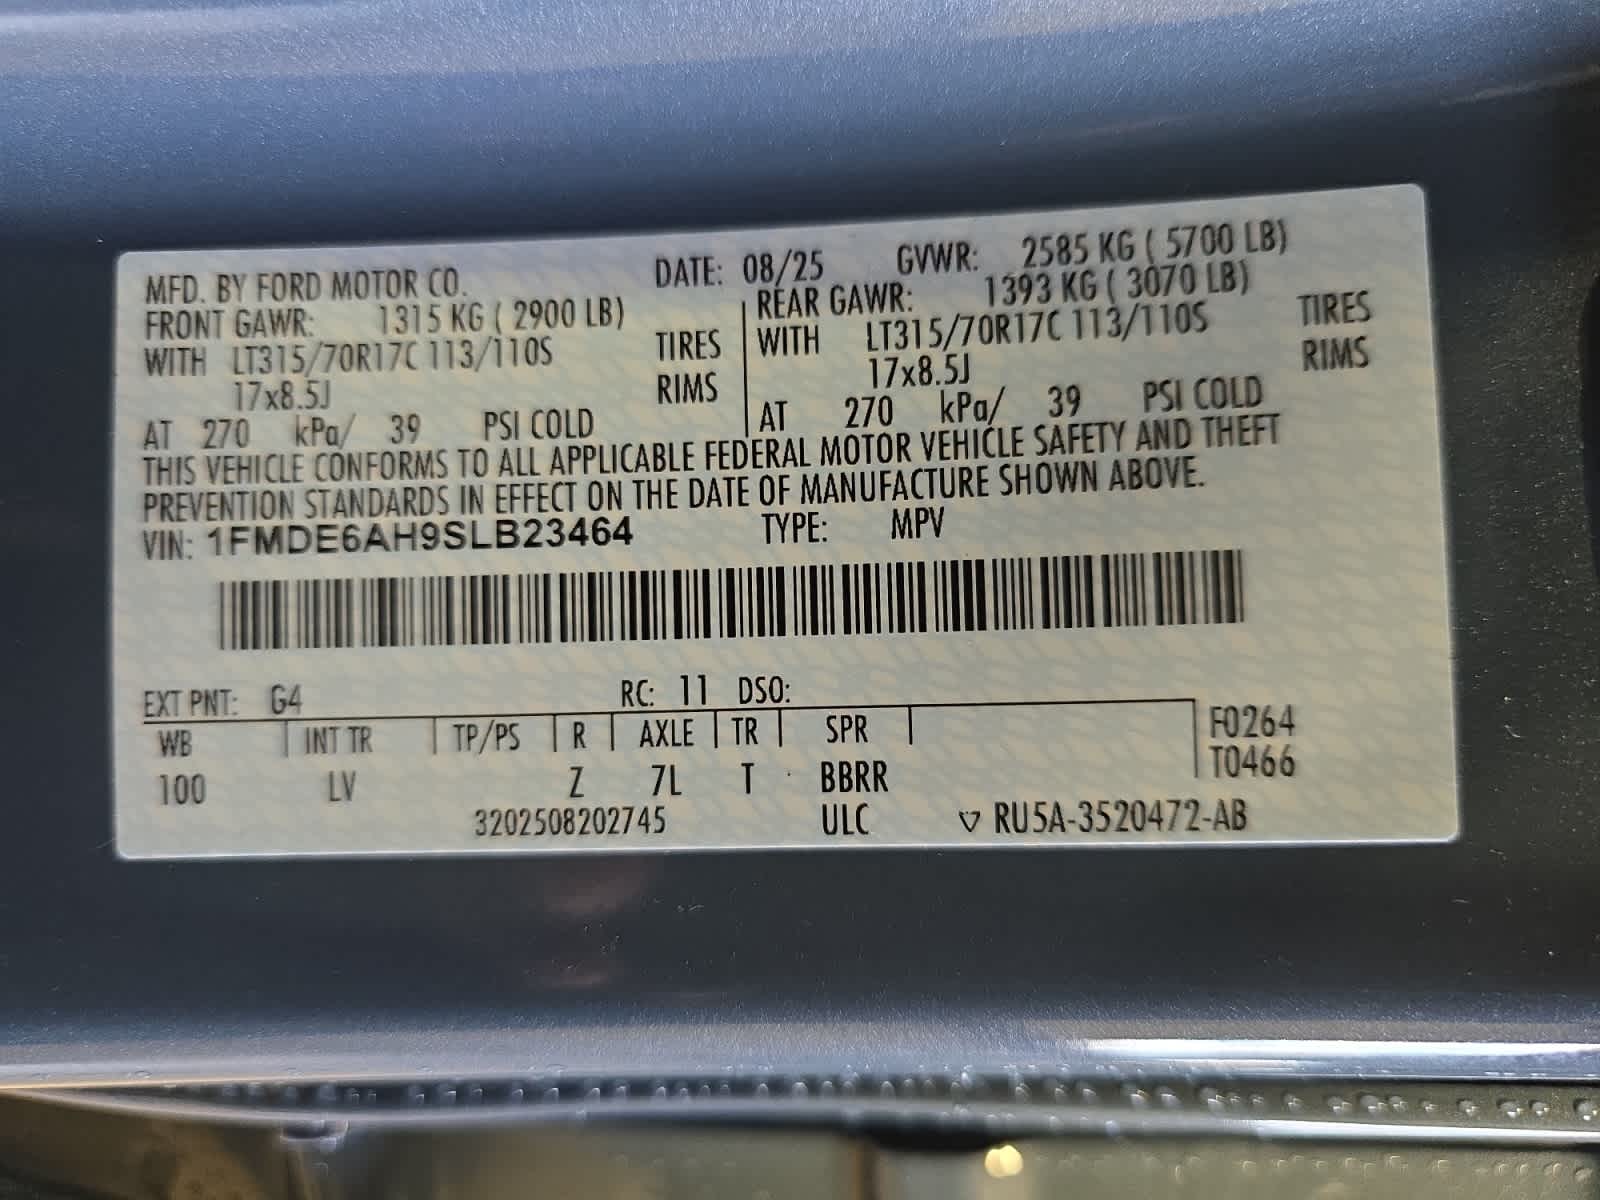 MFD. BY FORD MOTOR CO. DATE: 08/25 GVWR: 2585 KG ( 5700 LB)
FRONT GAWR: 1315 KG ( 2900 LB) REAR GAWR: 1393 KG ( 3070 LB)
WITH LT315/70R17C 113/110S TIRES WITH LT315/70R17C 113/110S TIRES
17x8.5J RIMS 17x8.5J RIMS
AT 270 kPa/ 39 PSI COLD AT 270 kPa/ 39 PSI COLD
THIS VEHICLE CONFORMS TO ALL APPLICABLE FEDERAL MOTOR VEHICLE SAFETY AND THEFT
PREVENTION STANDARDS IN EFFECT ON THE DATE OF MANUFACTURE SHOWN ABOVE.
VIN: 1FMDE6AH9SLB23464 TYPE: MPV
EXT PNT: G4 RC: 11 DSO:
WB INT TR TP/PS R AXLE TR SPR F0264
100 LV Z 7L T BBRR T0466
3202508202745 ULC RU5A-3520472-AB